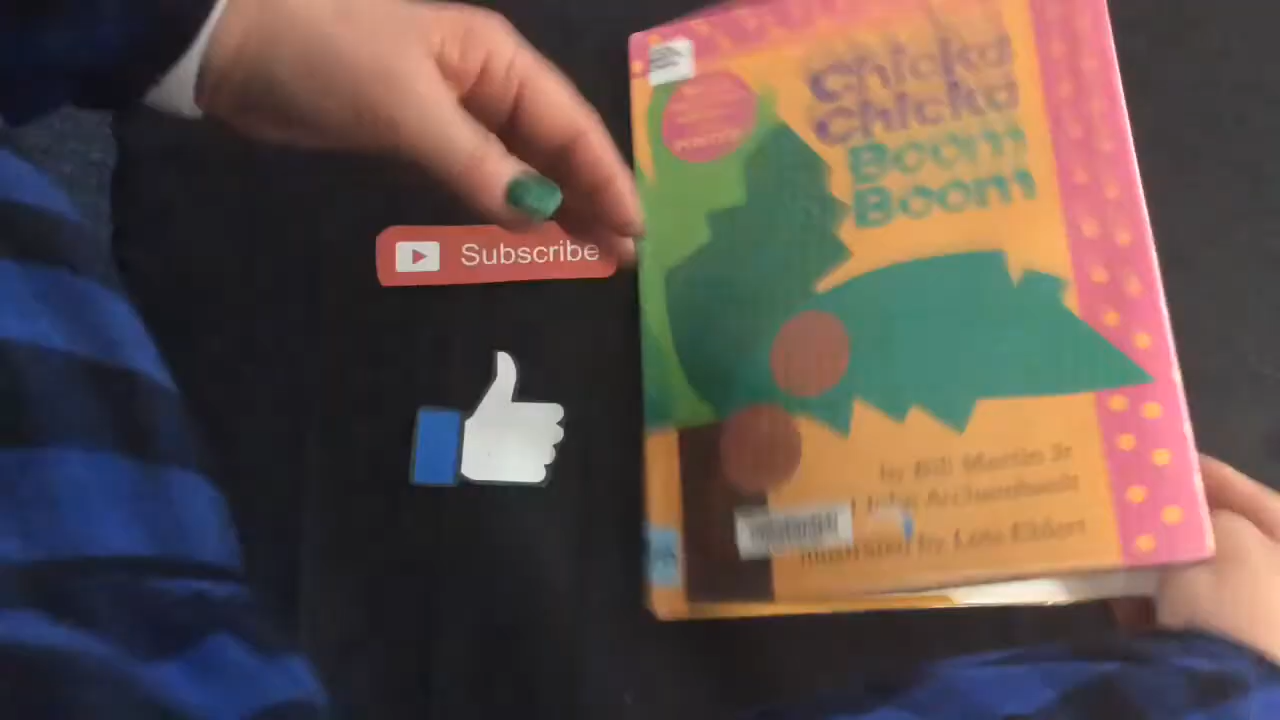 Chicka
Chicka
Boom
Boom
Subscribe
by Bill Martin Jr
John Archambault
illustrated by Lois Ehlert